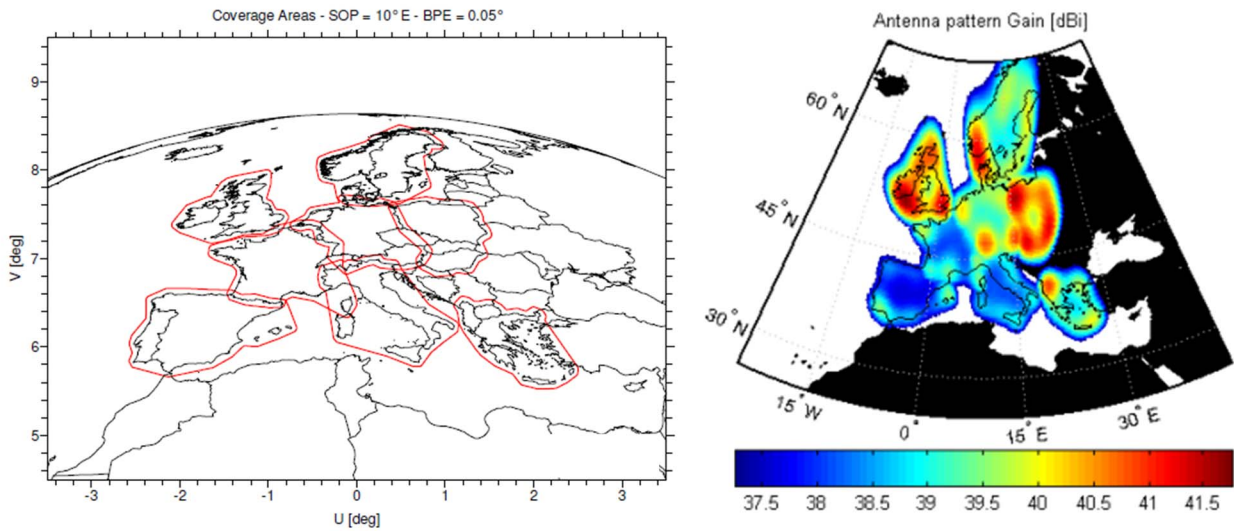 Coverage Areas - SOP = 10° E - BPE = 0.05°
V [deg]
9
8
7
6
5
-3 -2 -1 0 1 2 3
U [deg]
Antenna pattern Gain [dBi]
60°N
45°N
30°N
15°W
0°
15°E
30°E
37.5 38 38.5 39 39.5 40 40.5 41 41.5